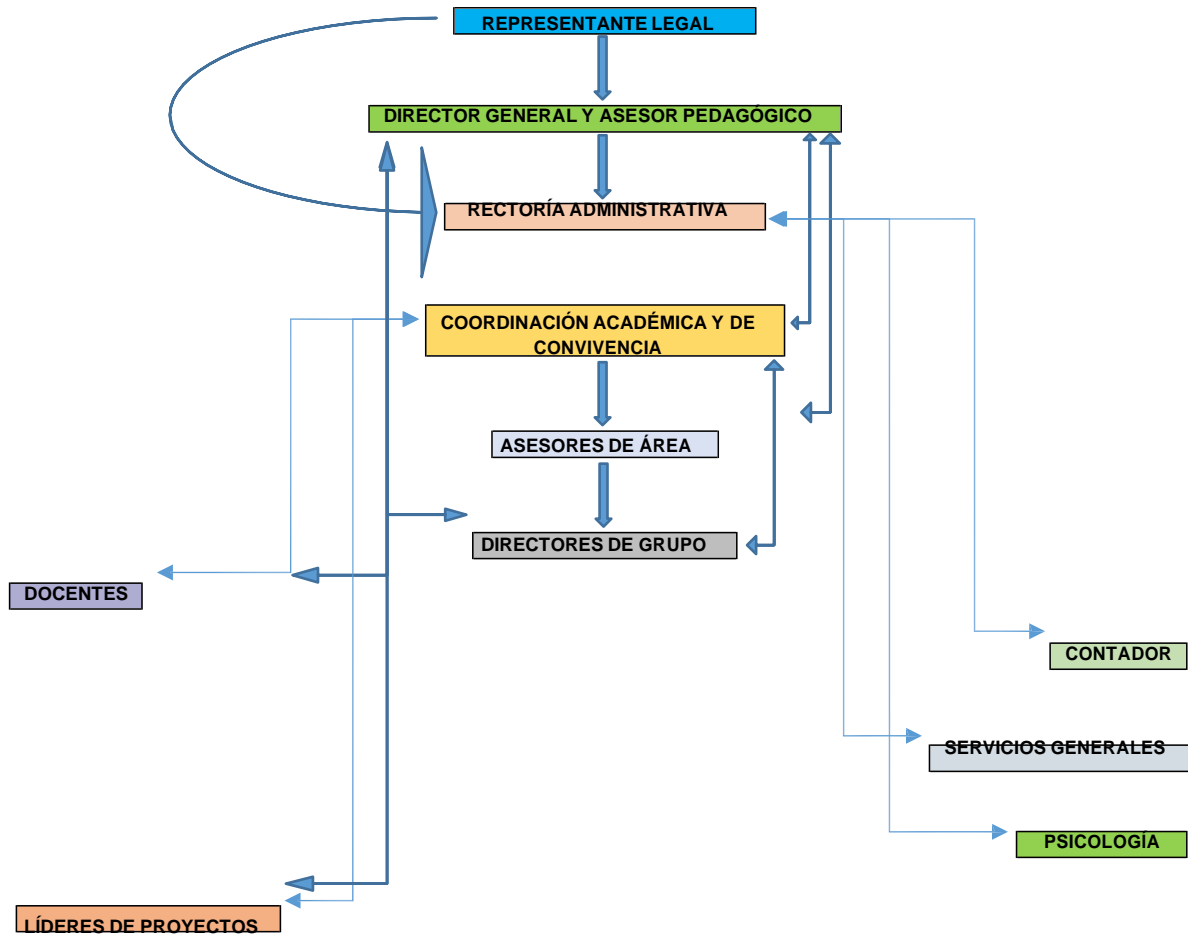 REPRESENTANTE LEGAL
DIRECTOR GENERAL Y ASESOR PEDAGÓGICO
RECTORÍA ADMINISTRATIVA
COORDINACIÓN ACADÉMICA Y DE
CONVIVENCIA
ASESORES DE ÁREA
DIRECTORES DE GRUPO
DOCENTES
CONTADOR
SERVICIOS GENERALES
PSICOLOGÍA
LÍDERES DE PROYECTOS